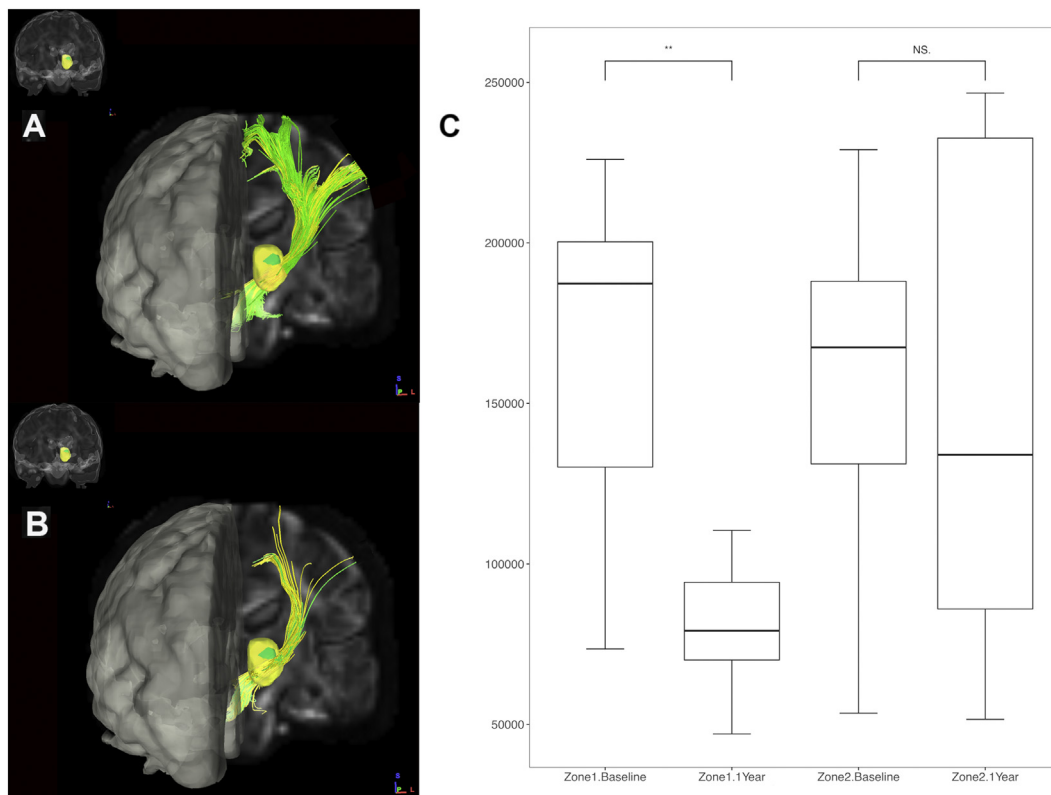 A
S
P L
B
S
P L
C
**
NS.
250000
200000
150000
100000
50000
Zone1.Baseline
Zone1.1Year
Zone2.Baseline
Zone2.1Year